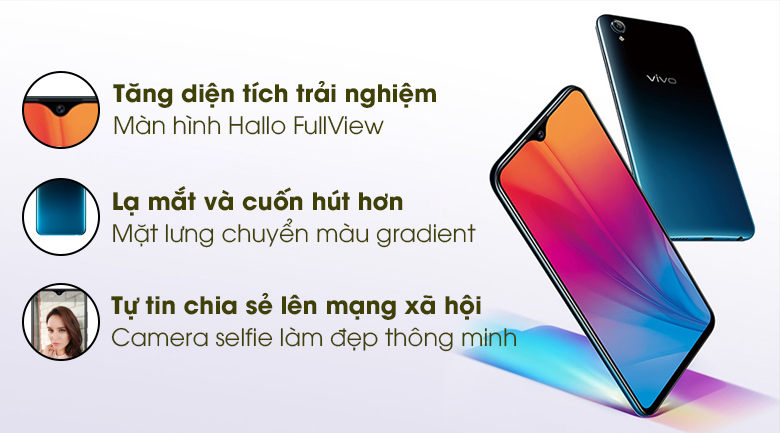 Tăng diện tích trải nghiệm
Màn hình Hallo FullView
Lạ mắt và cuốn hút hơn
Mặt lưng chuyển màu gradient
Tự tin chia sẻ lên mạng xã hội
Camera selfie làm đẹp thông minh
vivo